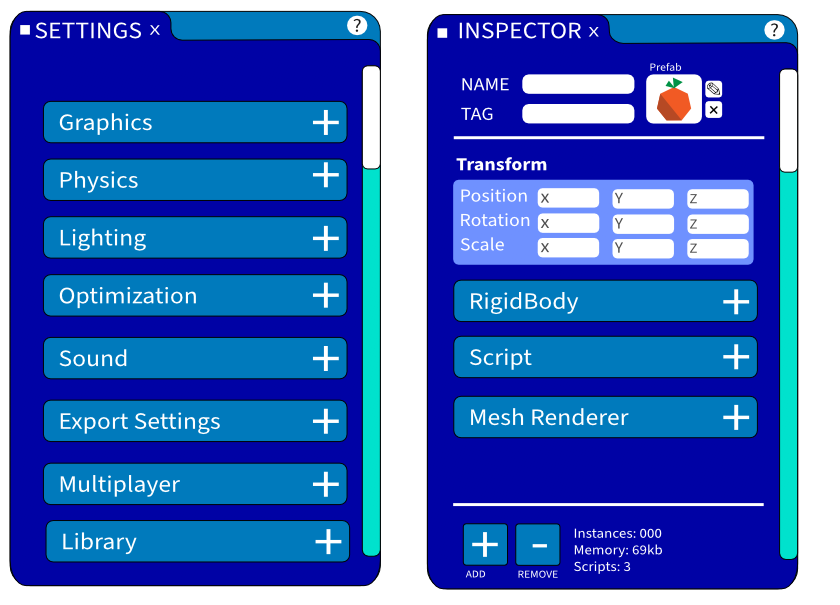 SETTINGS x
?
Graphics
Physics
Lighting
Optimization
Sound
Export Settings
Multiplayer
Library
INSPECTOR x
?
Prefab
NAME
TAG
Transform
Position X Y Z
Rotation X Y Z
Scale X Y Z
RigidBody
Script
Mesh Renderer
ADD
REMOVE
Instances: 000
Memory: 69kb
Scripts: 3